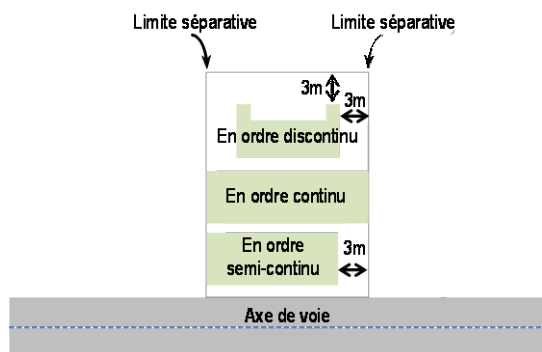 Limite séparative
Limite séparative
3m
3m
En ordre discontinu
En ordre continu
En ordre
semi-continu
3m
Axe de voie